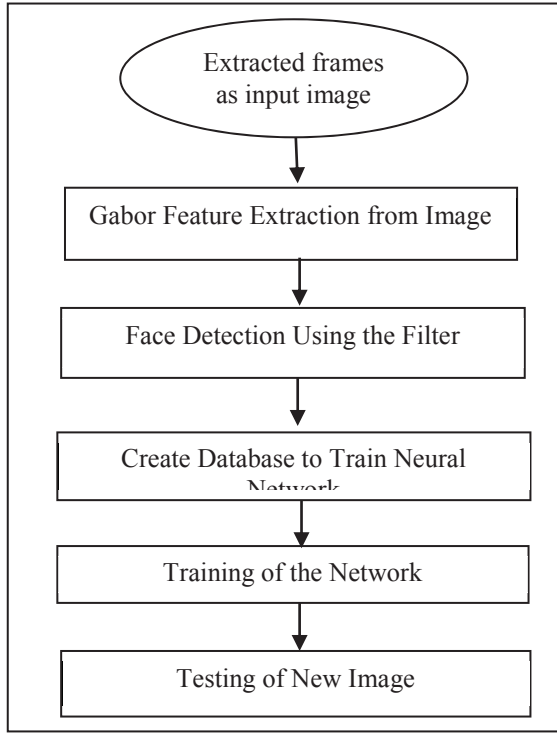 Extracted frames
as input image
Gabor Feature Extraction from Image
Face Detection Using the Filter
Create Database to Train Neural
Network
Training of the Network
Testing of New Image